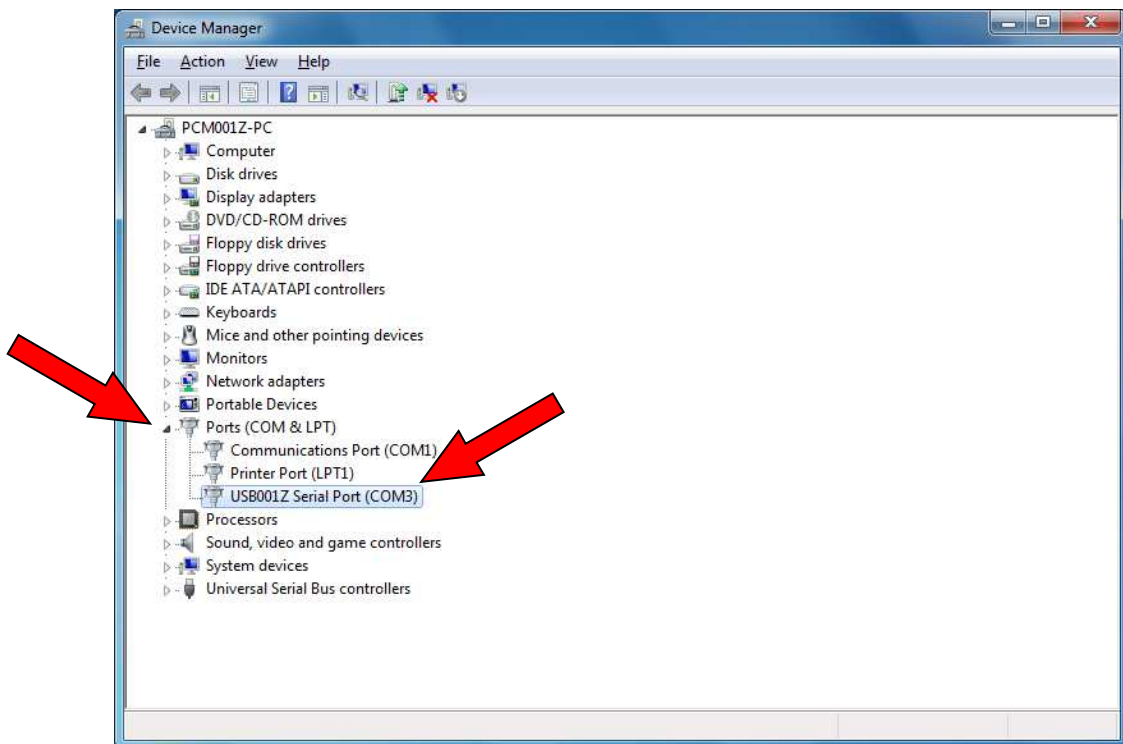 Device Manager
File Action View Help
PCM001Z-PC
Computer
Disk drives
Display adapters
DVD/CD-ROM drives
Floppy disk drives
Floppy drive controllers
IDE ATA/ATAPI controllers
Keyboards
Mice and other pointing devices
Monitors
Network adapters
Portable Devices
Ports (COM & LPT)
Communications Port (COM1)
Printer Port (LPT1)
USB001Z Serial Port (COM3)
Processors
Sound, video and game controllers
System devices
Universal Serial Bus controllers